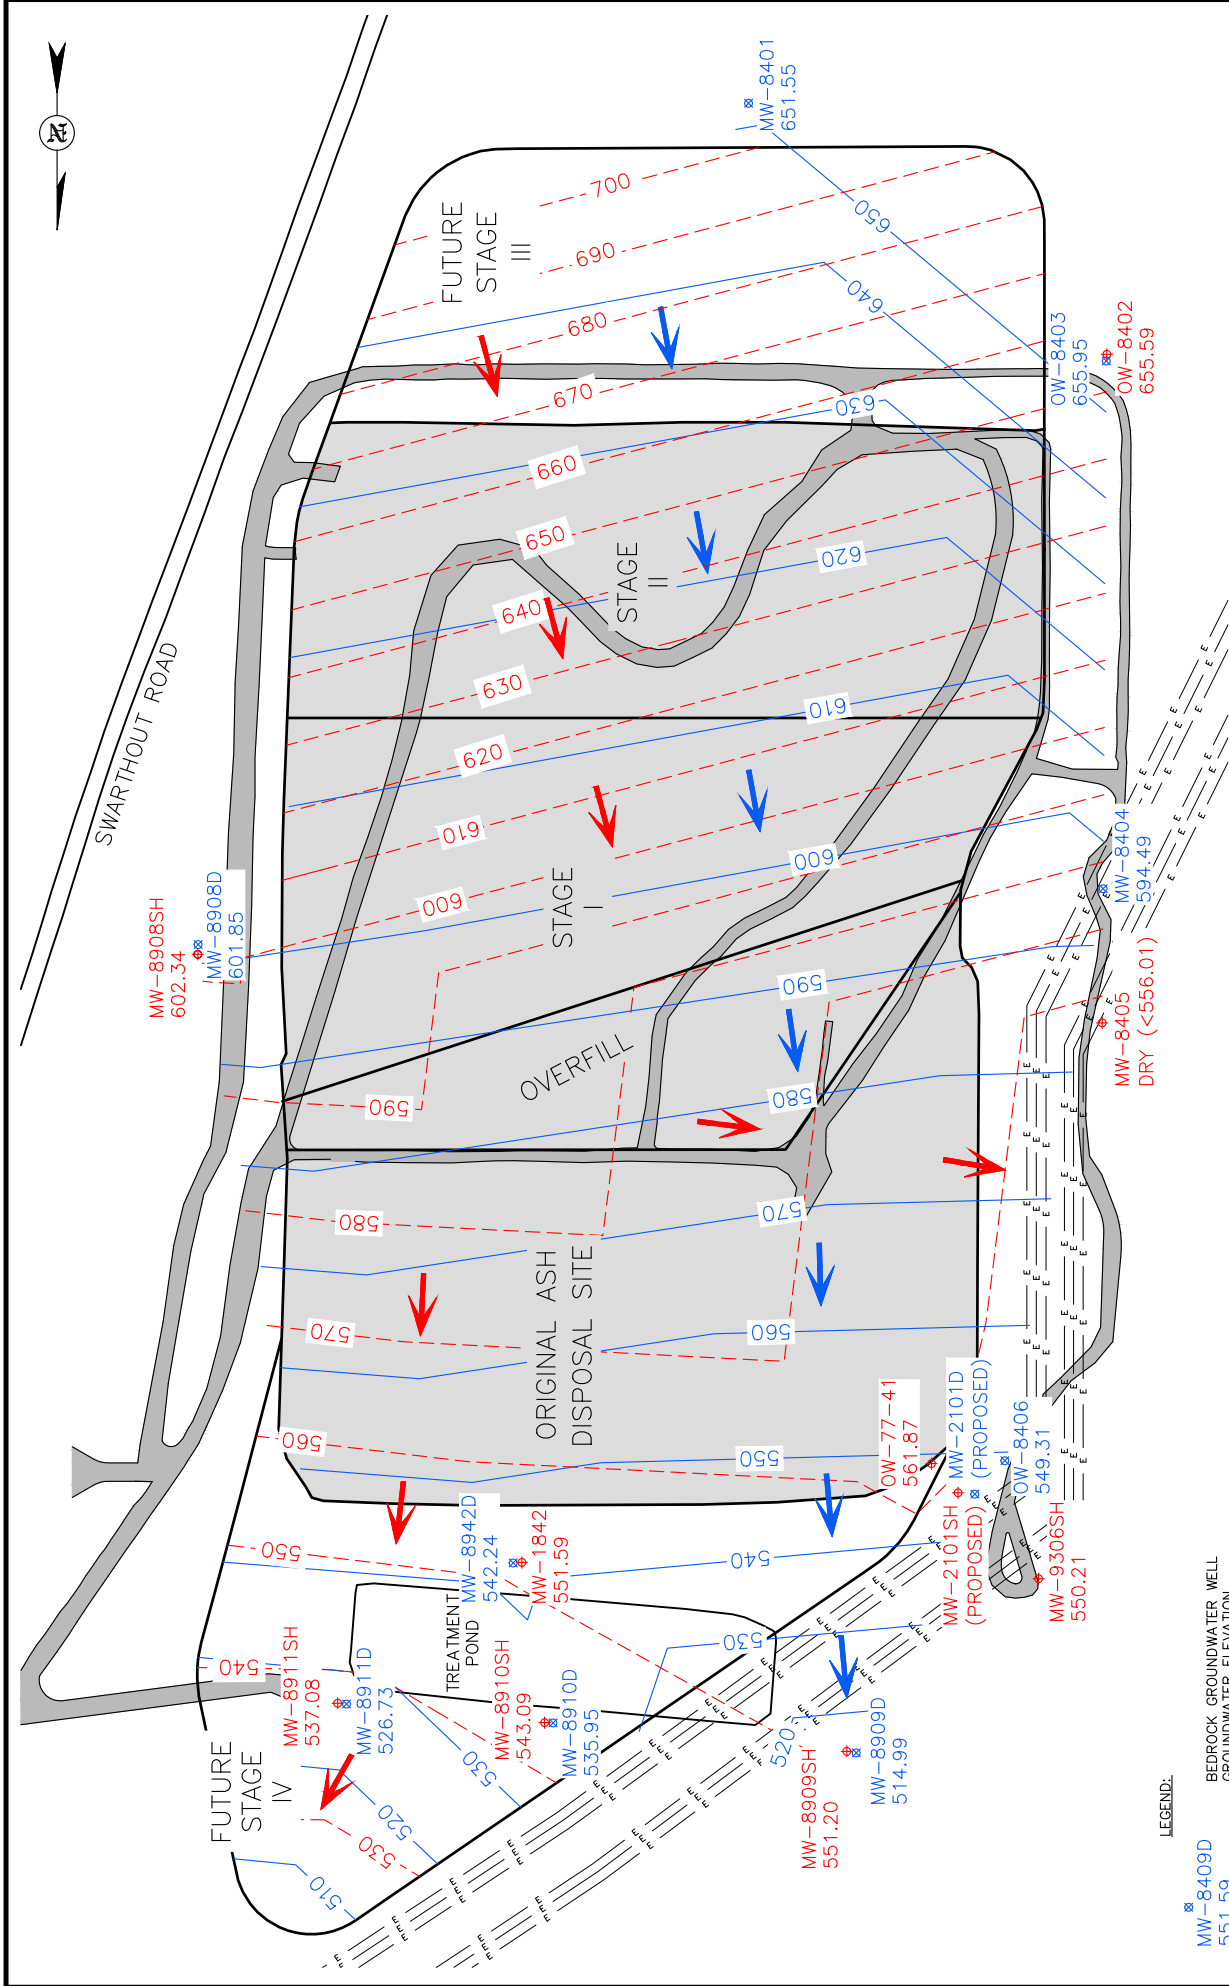 N
SWARTHOUT ROAD
MW-8401
651.55
FUTURE
STAGE
III
700
690
680
670
660
650
640
630
620
610
600
590
580
570
560
550
540
530
650
640
630
620
610
600
590
580
570
560
550
540
530
520
530
520
510
OW-8403
655.95
OW-8402
655.59
STAGE
II
STAGE
I
OVERFILL
MW-8908SH
602.34
MW-8908D
601.85
MW-8404
594.49
MW-8405
DRY (<556.01)
ORIGINAL ASH
DISPOSAL SITE
OW-77-41
561.87
MW-2101D
(PROPOSED)
MW-2101SH
(PROPOSED)
OW-8406
549.31
MW-9306SH
550.21
MW-8942D
542.24
MW-1842
551.59
TREATMENT
POND
MW-8911SH
537.08
MW-8911D
526.73
MW-8910SH
543.09
MW-8910D
535.95
MW-8909SH
551.20
MW-8909D
514.99
FUTURE
STAGE
IV
LEGEND:
MW-8409D
551.59
BEDROCK GROUNDWATER WELL
GROUNDWATER ELEVATION